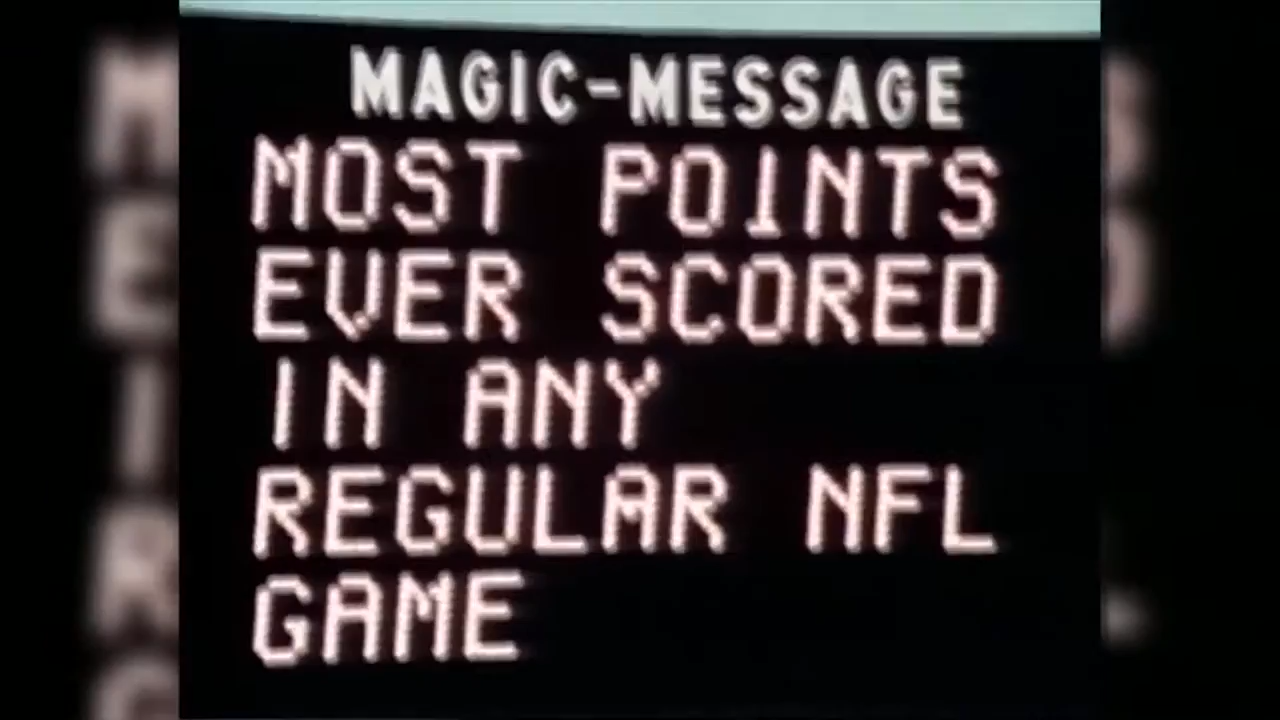 MAGIC-MESSAGE
MOST POINTS
EVER SCORED
IN ANY
REGULAR NFL
GAME